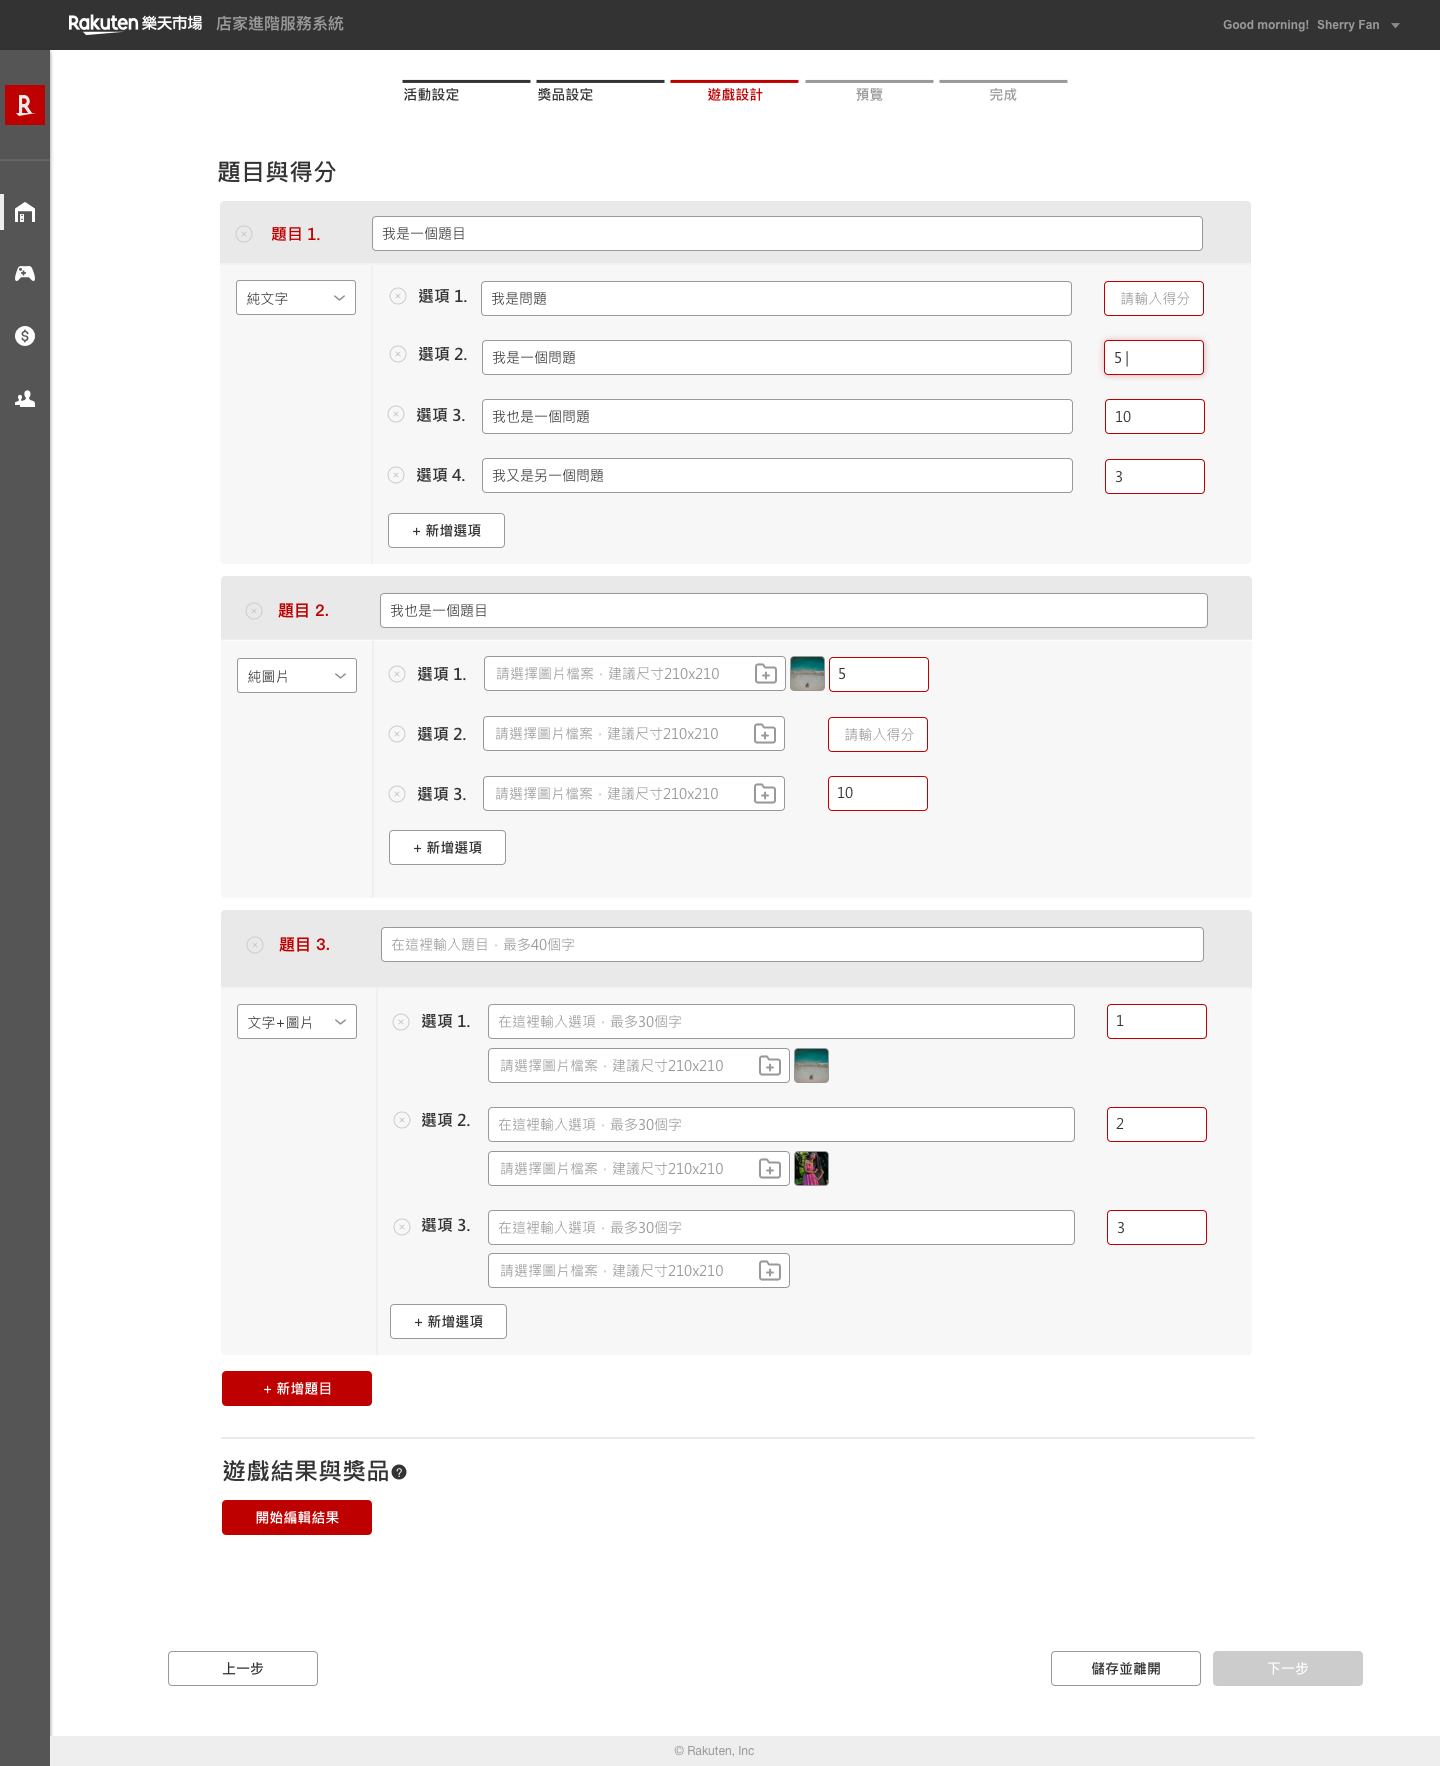 Rakuten 樂天市場 店家進階服務系統
Good morning! Sherry Fan
R
活動設定 獎品設定 遊戲設計 預覽 完成
題目與得分
題目 1. 我是一個題目
純文字
選項 1. 我是問題 請輸入得分
選項 2. 我是一個問題 5
選項 3. 我也是一個問題 10
選項 4. 我又是另一個問題 3
+ 新增選項
題目 2. 我也是一個題目
純圖片
選項 1. 請選擇圖片檔案，建議尺寸210x210 5
選項 2. 請選擇圖片檔案，建議尺寸210x210 請輸入得分
選項 3. 請選擇圖片檔案，建議尺寸210x210 10
+ 新增選項
題目 3. 在這裡輸入題目，最多40個字
文字+圖片
選項 1. 在這裡輸入選項，最多30個字 1
請選擇圖片檔案，建議尺寸210x210
選項 2. 在這裡輸入選項，最多30個字 2
請選擇圖片檔案，建議尺寸210x210
選項 3. 在這裡輸入選項，最多30個字 3
請選擇圖片檔案，建議尺寸210x210
+ 新增選項
+ 新增題目
遊戲結果與獎品?
開始編輯結果
上一步 儲存並離開 下一步
© Rakuten, Inc